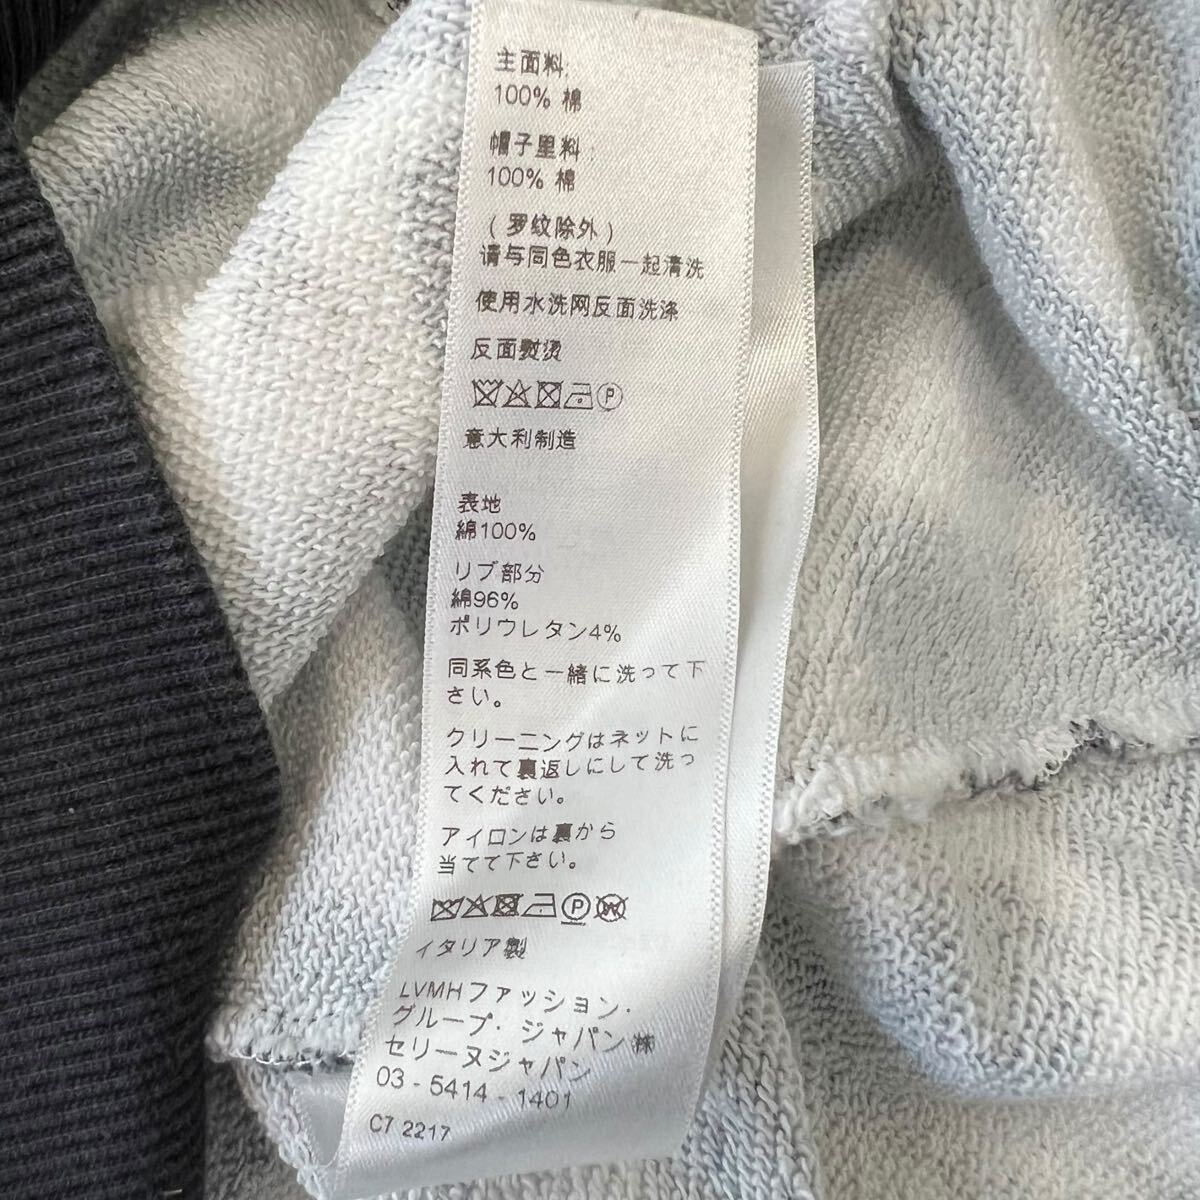 主面料:
100% 棉
帽子里料:
100% 棉
(罗纹除外)
请与同色衣服一起清洗
使用水洗网反面洗涤
反面熨烫
P
意大利制造
表地
綿100%
リブ部分
綿96%
ポリウレタン4%
同系色と一緒に洗って下
さい。
クリーニングはネットに
入れて裏返しにして洗っ
てください。
アイロンは裏から
当てて下さい。
P W
イタリア製
LVMHファッション・
グループ・ジャパン㈱
セリーヌジャパン
03-5414-1401
C7 2217